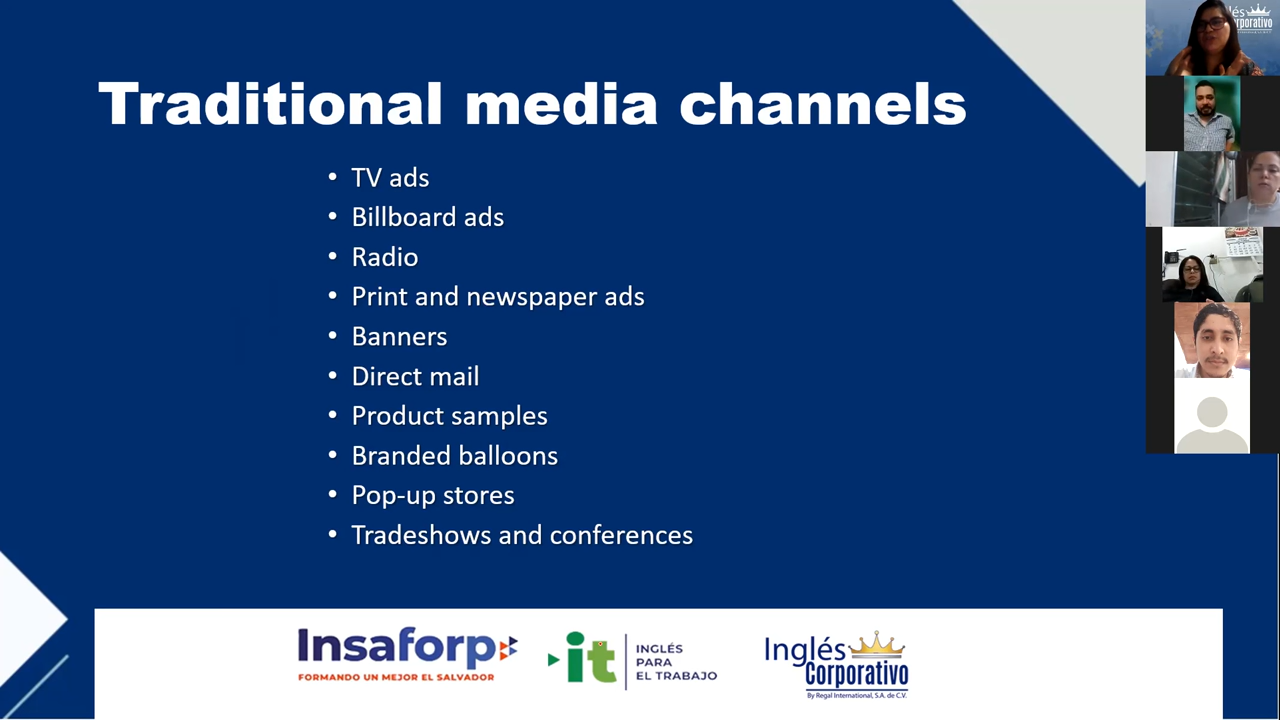 Traditional media channels
• TV ads
• Billboard ads
• Radio
• Print and newspaper ads
• Banners
• Direct mail
• Product samples
• Branded balloons
• Pop-up stores
• Tradeshows and conferences
Insaforp
FORMANDO UN MEJOR EL SALVADOR
it
INGLÉS
PARA
EL TRABAJO
Inglés
Corporativo
By Regal International, S.A. de C.V.